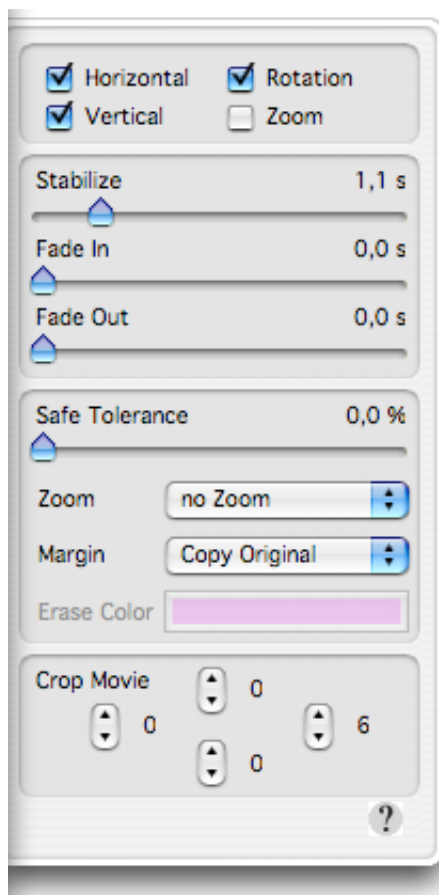 Horizontal Rotation
Vertical Zoom
Stabilize 1,1 s
Fade In 0,0 s
Fade Out 0,0 s
Safe Tolerance 0,0 %
Zoom no Zoom
Margin Copy Original
Erase Color
Crop Movie 0
0 6
0
?